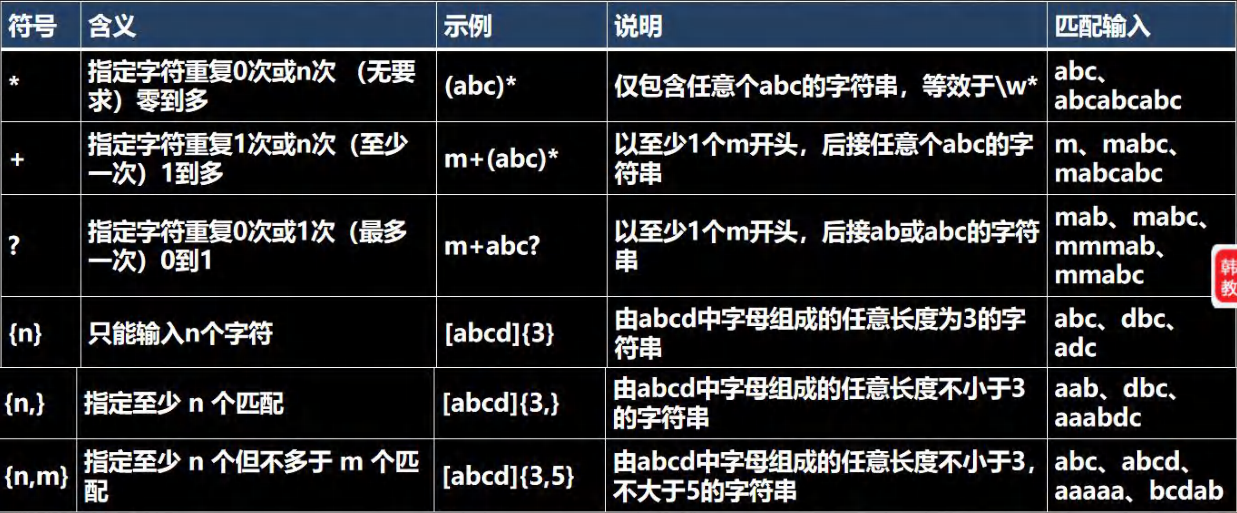 符号 含义 示例 说明 匹配输入
* 指定字符重复0次或n次 （无要 (abc)* 仅包含任意个abc的字符串，等效于\w* abc、
求）零到多 abcabcabc
+ 指定字符重复1次或n次（至少 m+(abc)* 以至少1个m开头，后接任意个abc的字 m、mabc、
一次）1到多 符串 mabcabc
? 指定字符重复0次或1次（最多 m+abc? 以至少1个m开头，后接ab或abc的字符 mab、mabc、
一次）0到1 串 mmmab、
mmabc
{n} 只能输入n个字符 [abcd]{3} 由abcd中字母组成的任意长度为3的字 abc、dbc、
符串 adc
{n,} 指定至少 n 个匹配 [abcd]{3,} 由abcd中字母组成的任意长度不小于3 aab、dbc、
的字符串 aaabdc
{n,m} 指定至少 n 个但不多于 m 个匹 [abcd]{3,5} 由abcd中字母组成的任意长度不小于3， abc、abcd、
配 不大于5的字符串 aaaaa、bcdab
韩
教